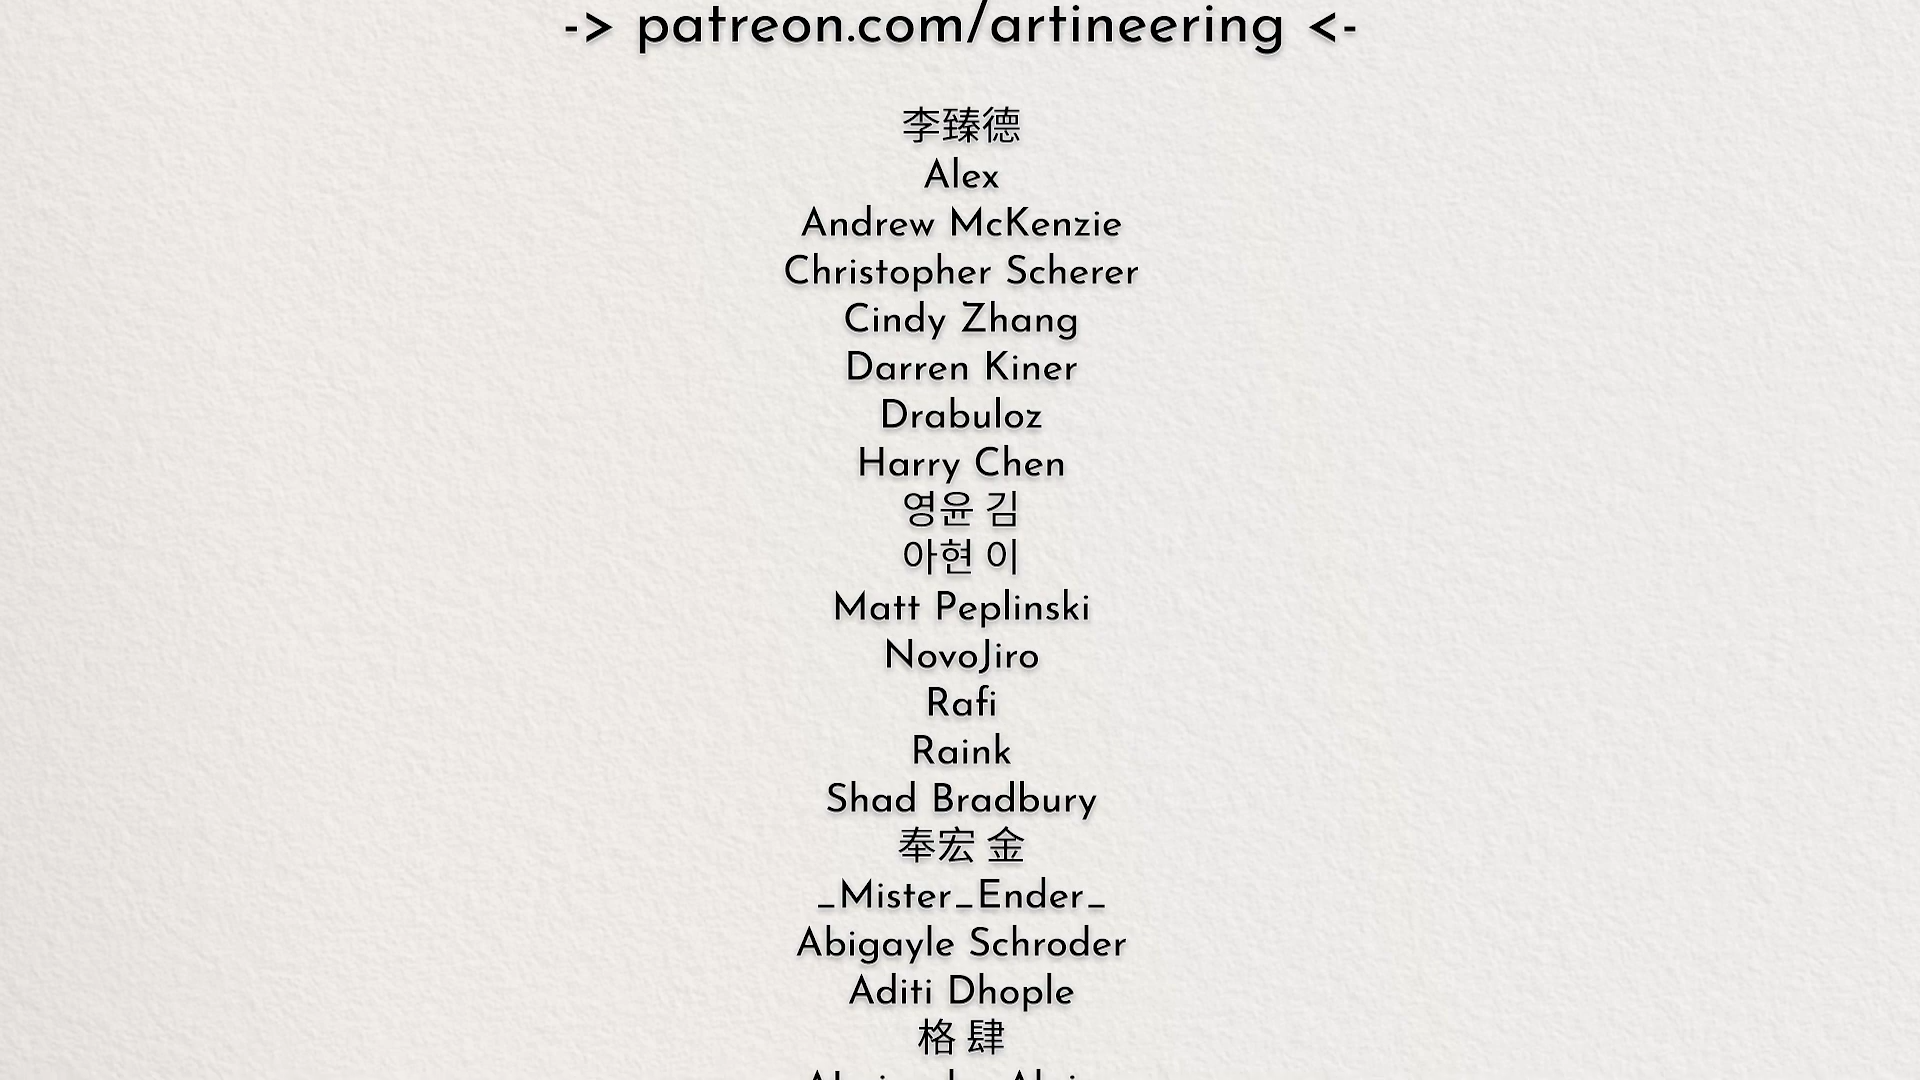 -> patreon.com/artineering <-
李臻德
Alex
Andrew McKenzie
Christopher Scherer
Cindy Zhang
Darren Kiner
Drabuloz
Harry Chen
영윤 김
아현 이
Matt Peplinski
NovoJiro
Rafi
Raink
Shad Bradbury
奉宏 金
_Mister_Ender_
Abigayle Schroder
Aditi Dhople
格 肆